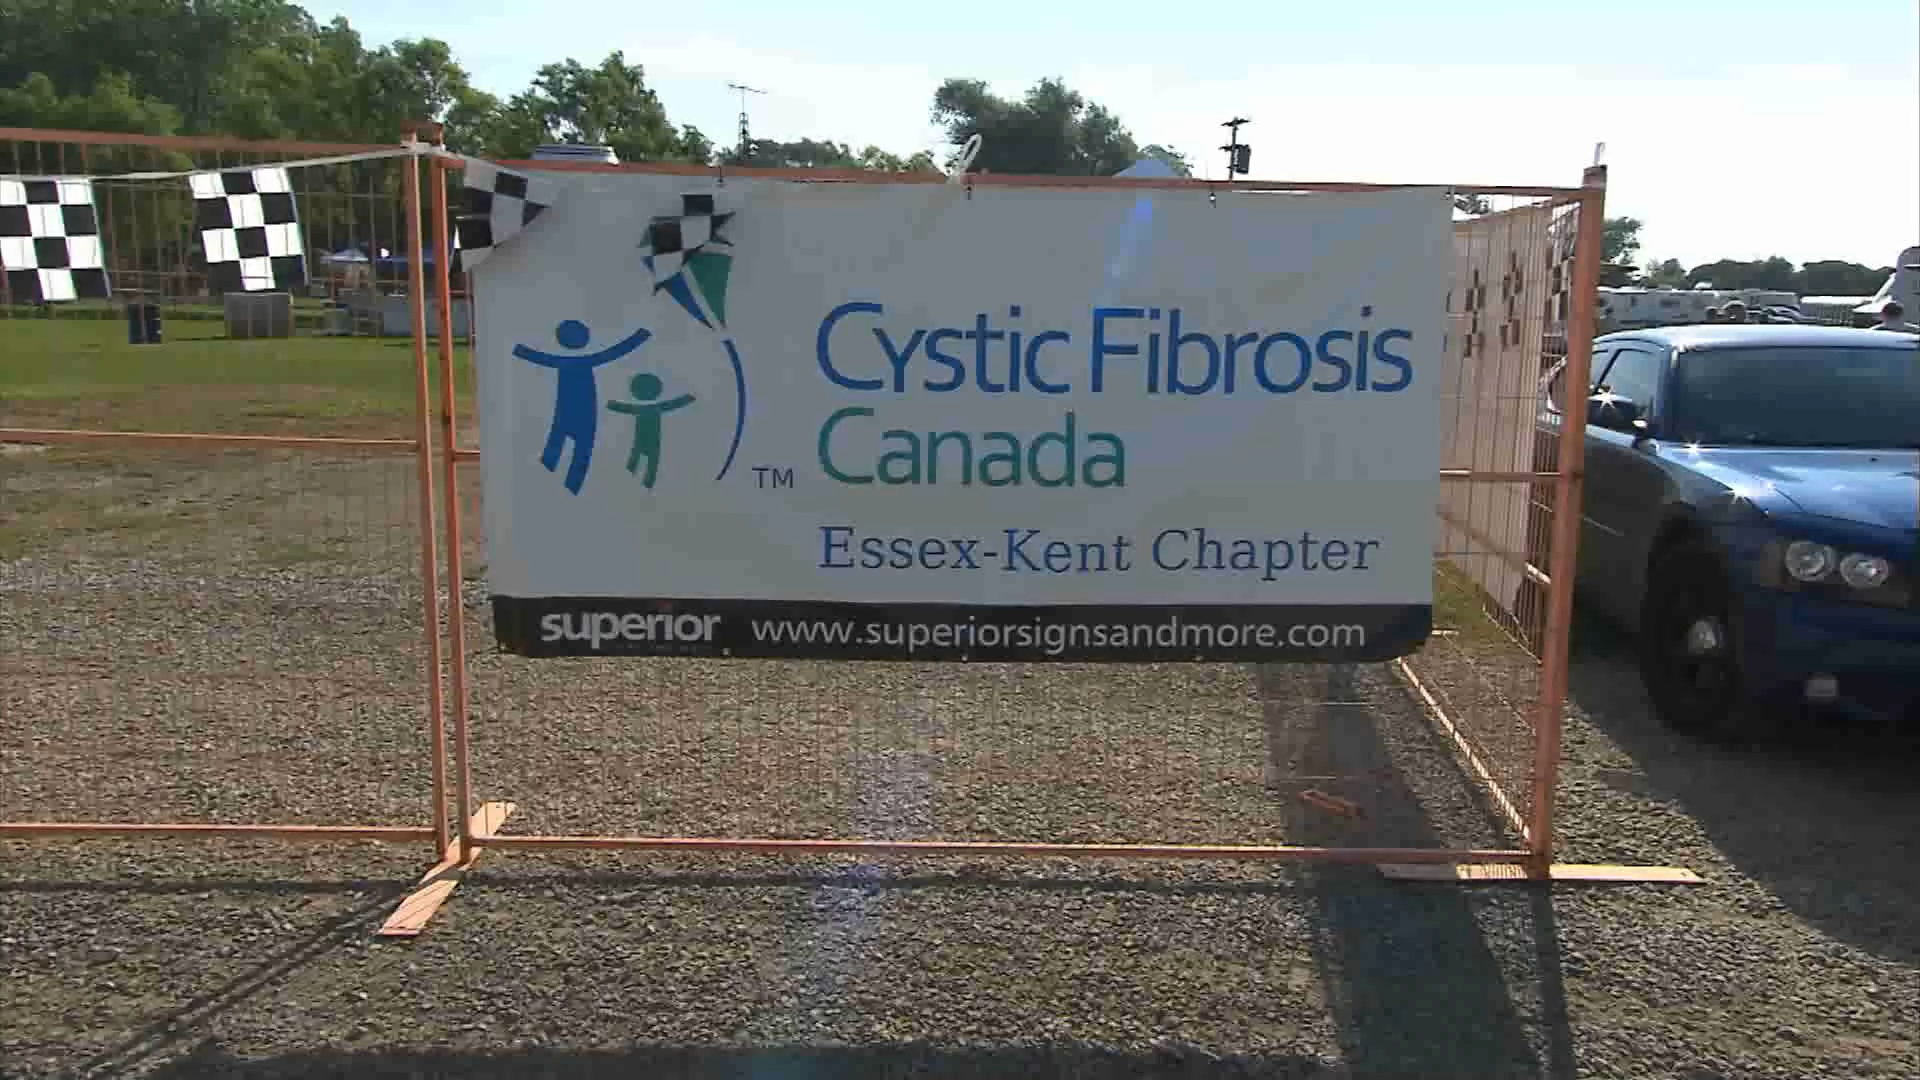 Cystic Fibrosis
Canada
TM
Essex-Kent Chapter
superior www.superiorsignsandmore.com